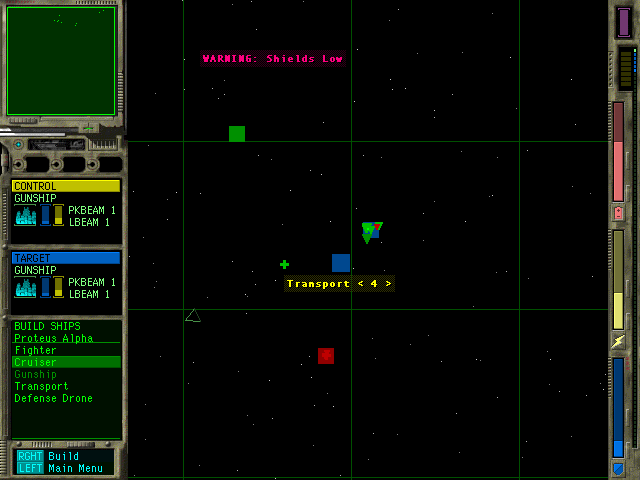 WARNING: Shields Low
CONTROL
GUNSHIP
PKBEAM 1
LBEAM 1
TARGET
GUNSHIP
PKBEAM 1
LBEAM 1
Transport < 4 >
BUILD SHIPS
Proteus Alpha
Fighter
Cruiser
Gunship
Transport
Defense Drone
RGHT Build
LEFT Main Menu